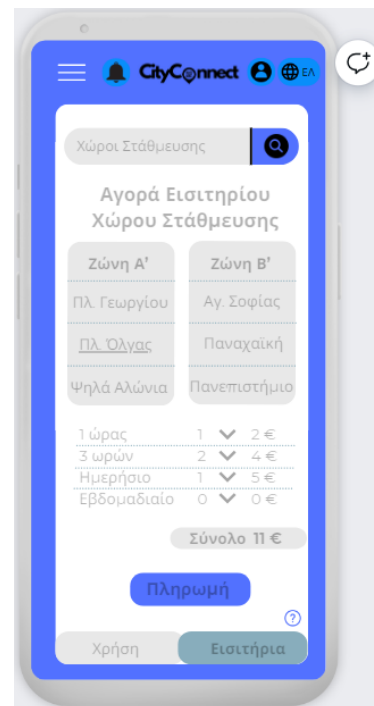 CityConnect ΕΛ
Χώροι Στάθμευσης
Αγορά Εισιτηρίου
Χώρου Στάθμευσης
Ζώνη Α' Ζώνη Β'
Πλ. Γεωργίου Αγ. Σοφίας
Πλ. Όλγας Παναχαϊκή
Ψηλά Αλώνια Πανεπιστήμιο
1 ώρας 1 2 €
3 ωρών 2 4 €
Ημερήσιο 1 5 €
Εβδομαδιαίο 0 0 €
Σύνολο 11 €
Πληρωμή
?
Χρήση Εισιτήρια